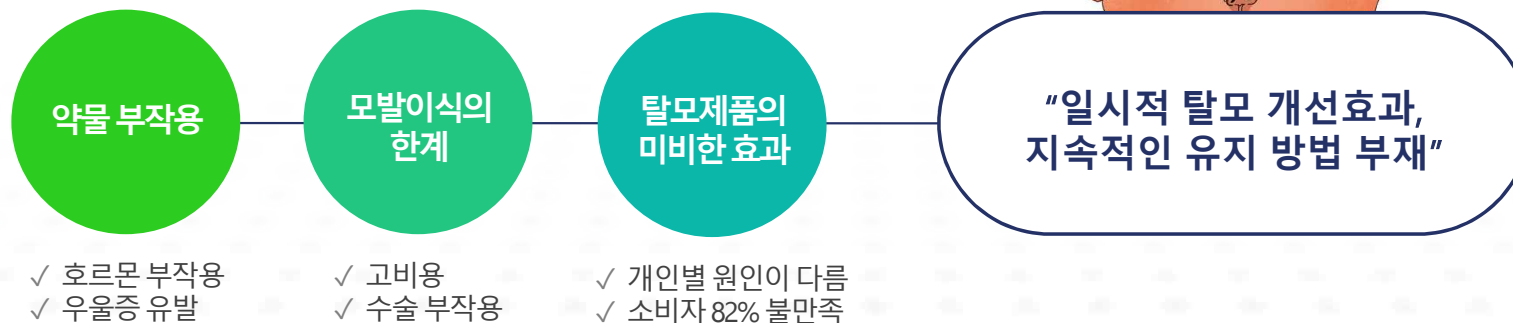 약물 부작용
모발이식의
한계
탈모제품의
미비한 효과
"일시적 탈모 개선효과,
지속적인 유지 방법 부재"
✓ 호르몬 부작용
✓ 우울증 유발
✓ 고비용
✓ 수술 부작용
✓ 개인별 원인이 다름
✓ 소비자 82% 불만족